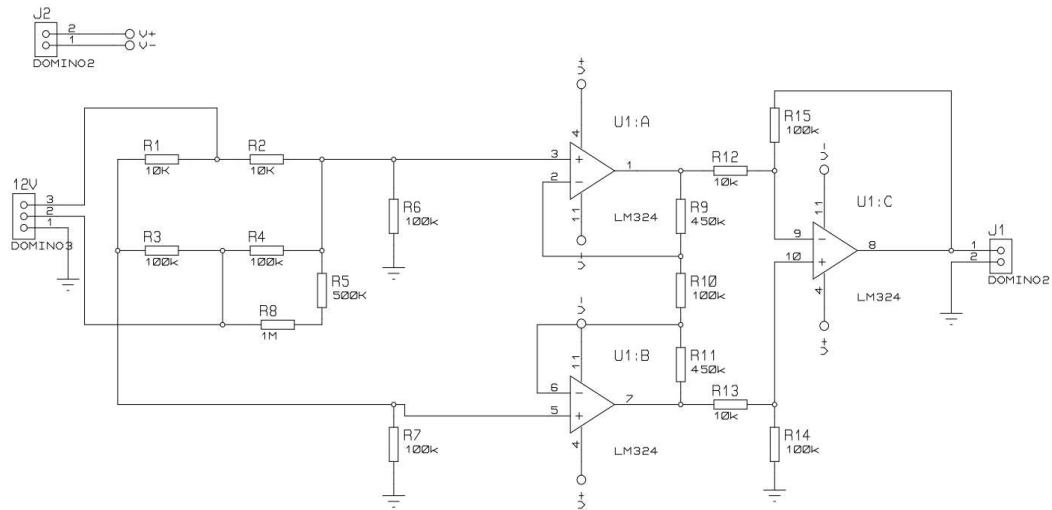 J2
2
V+
1
V-
DOMINO2
V+
4
U1:A
R15
100k
R1
10K
R2
10K
3
2
1
R12
10k
V-
11
12V
3
2
1
DOMINO3
R6
100k
11
V-
LM324
R9
450k
U1:C
9
10
8
J1
1
2
DOMINO2
R3
100k
R4
100k
R5
500K
R10
100k
4
LM324
V+
R8
1M
V-
11
U1:B
R11
450k
6
5
7
R13
10k
R7
100k
4
LM324
R14
100k
V+